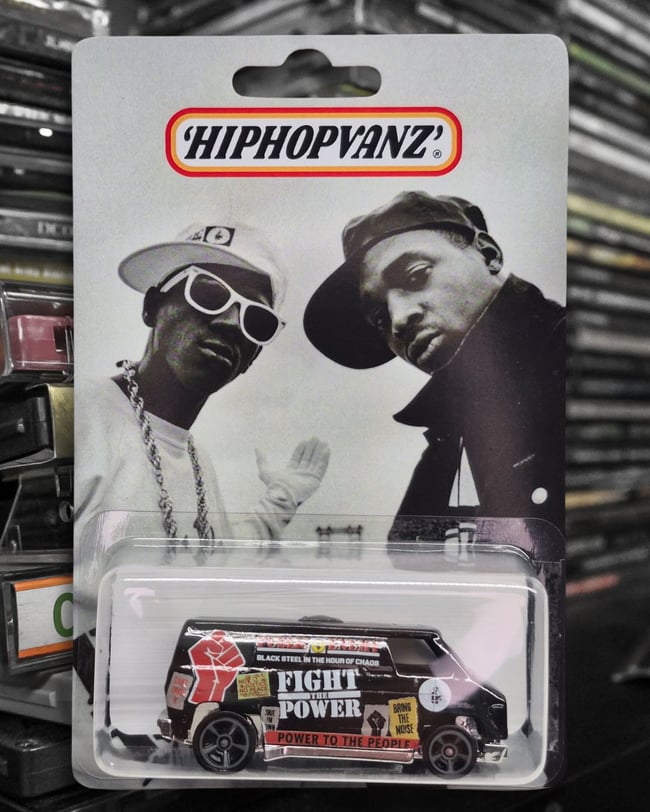 'HIPHOPVANZ'®
BLACK STEEL IN THE HOUR OF CHAOS
FIGHT
THE
POWER
BRING
THE
NOISE
POWER TO THE PEOPLE